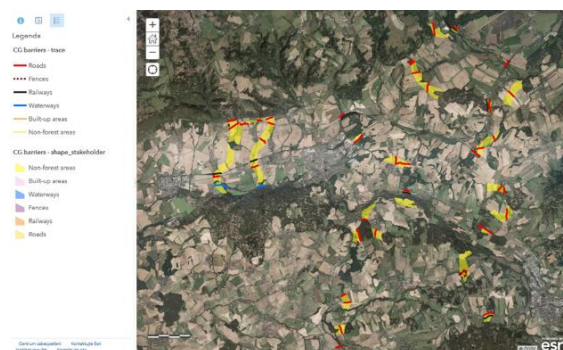 Legenda
CG barriers - trace
Roads
Fences
Railways
Waterways
Built-up areas
Non-forest areas
CG barriers - shape_stakeholder
Non-forest areas
Built-up areas
Waterways
Fences
Railways
Roads
esri